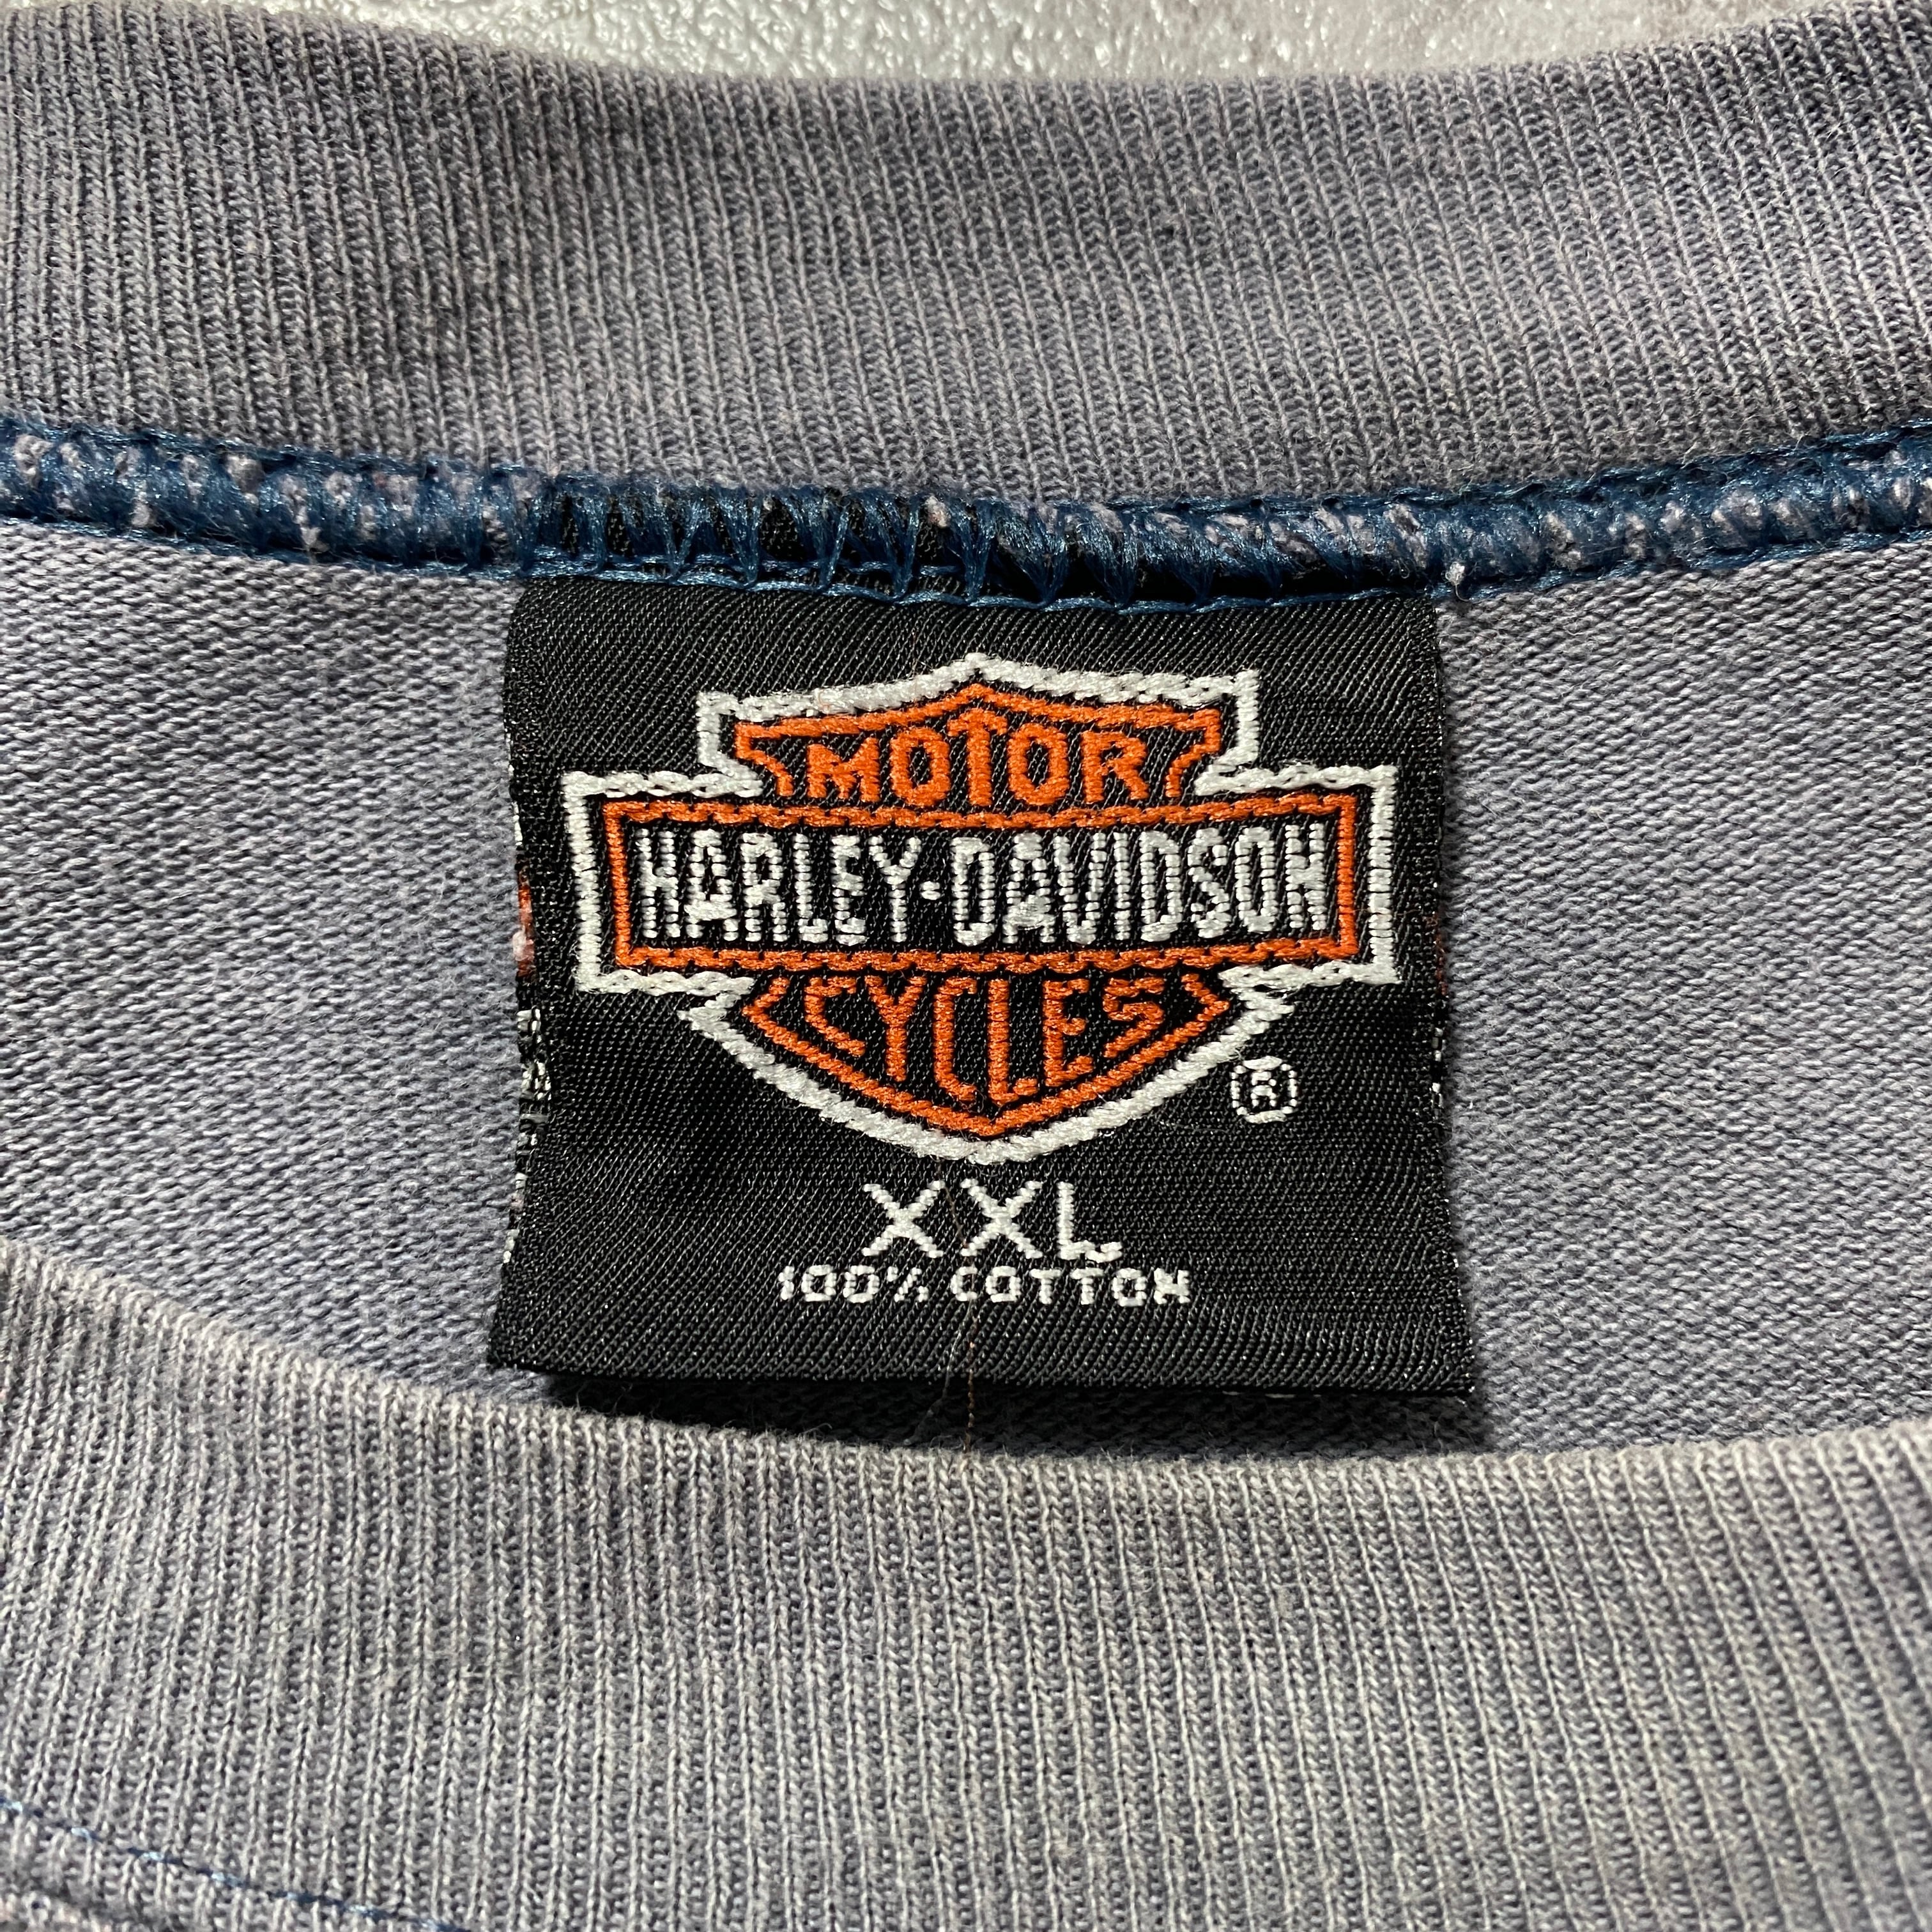 MOTOR
HARLEY-DAVIDSON
CYCLES
®
XXL
100% COTTON